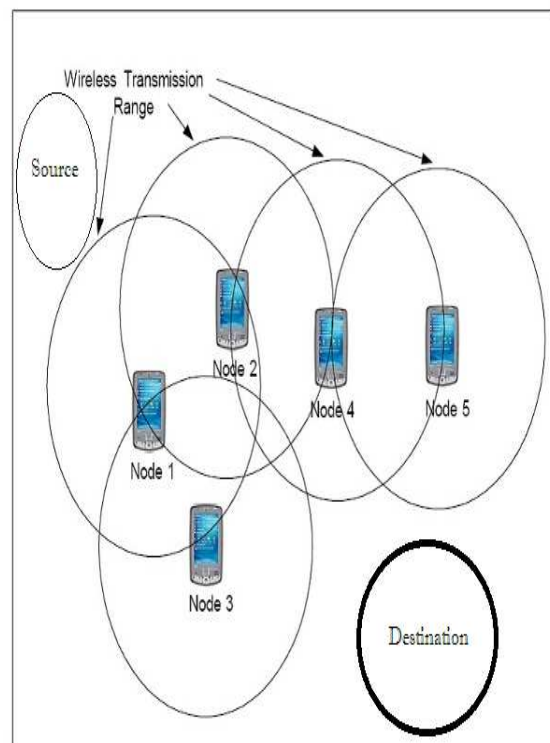 Wireless Transmission
Range
Source
Node 2
Node 4
Node 5
Node 1
Node 3
Destination